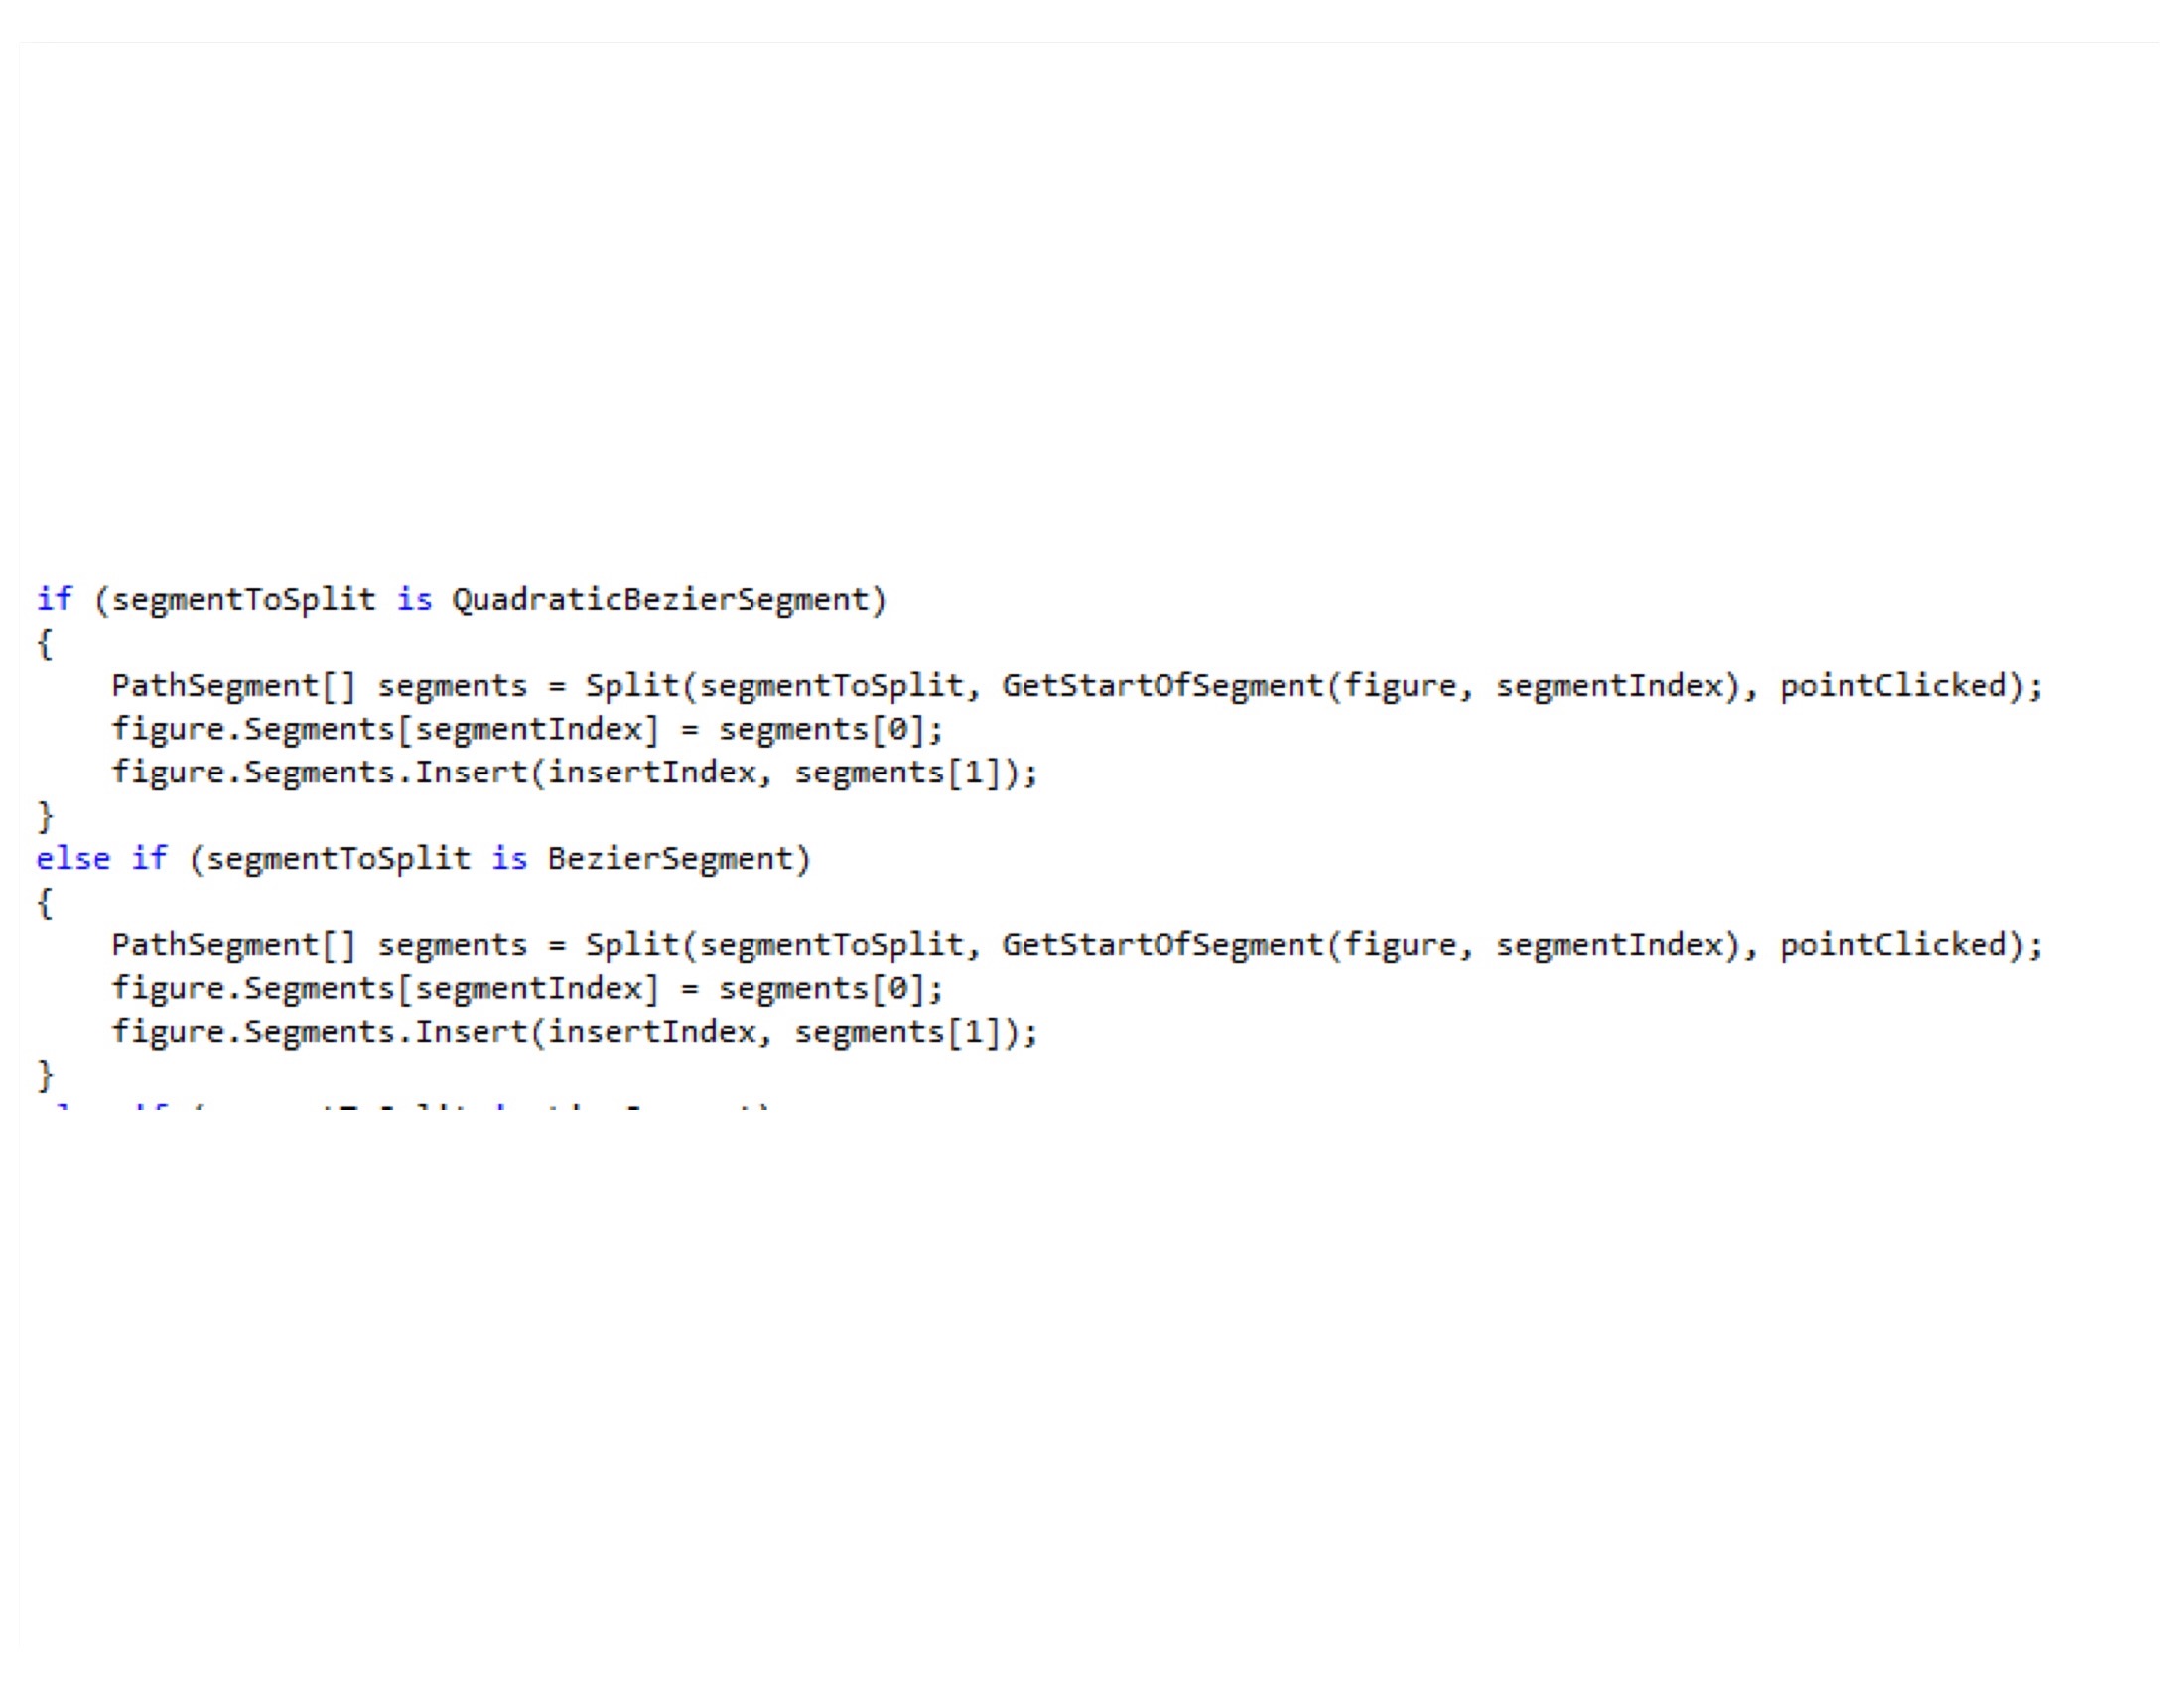 if (segmentToSplit is QuadraticBezierSegment)
{
    PathSegment[] segments = Split(segmentToSplit, GetStartOfSegment(figure, segmentIndex), pointClicked);
    figure.Segments[segmentIndex] = segments[0];
    figure.Segments.Insert(insertIndex, segments[1]);
}
else if (segmentToSplit is BezierSegment)
{
    PathSegment[] segments = Split(segmentToSplit, GetStartOfSegment(figure, segmentIndex), pointClicked);
    figure.Segments[segmentIndex] = segments[0];
    figure.Segments.Insert(insertIndex, segments[1]);
}